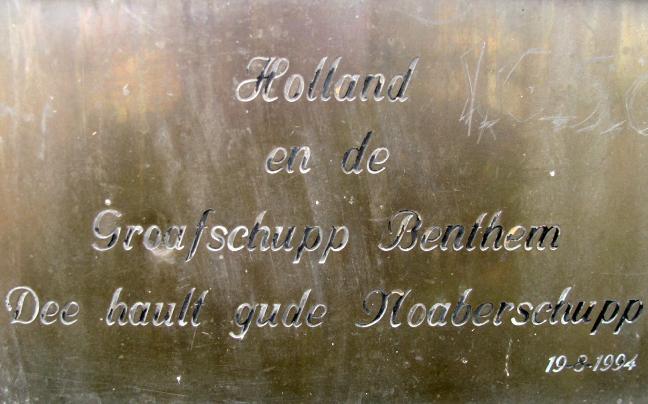 Holland
en de
Groafschupp Benthem
Dee hault gude Noaberschupp
19-8-1994